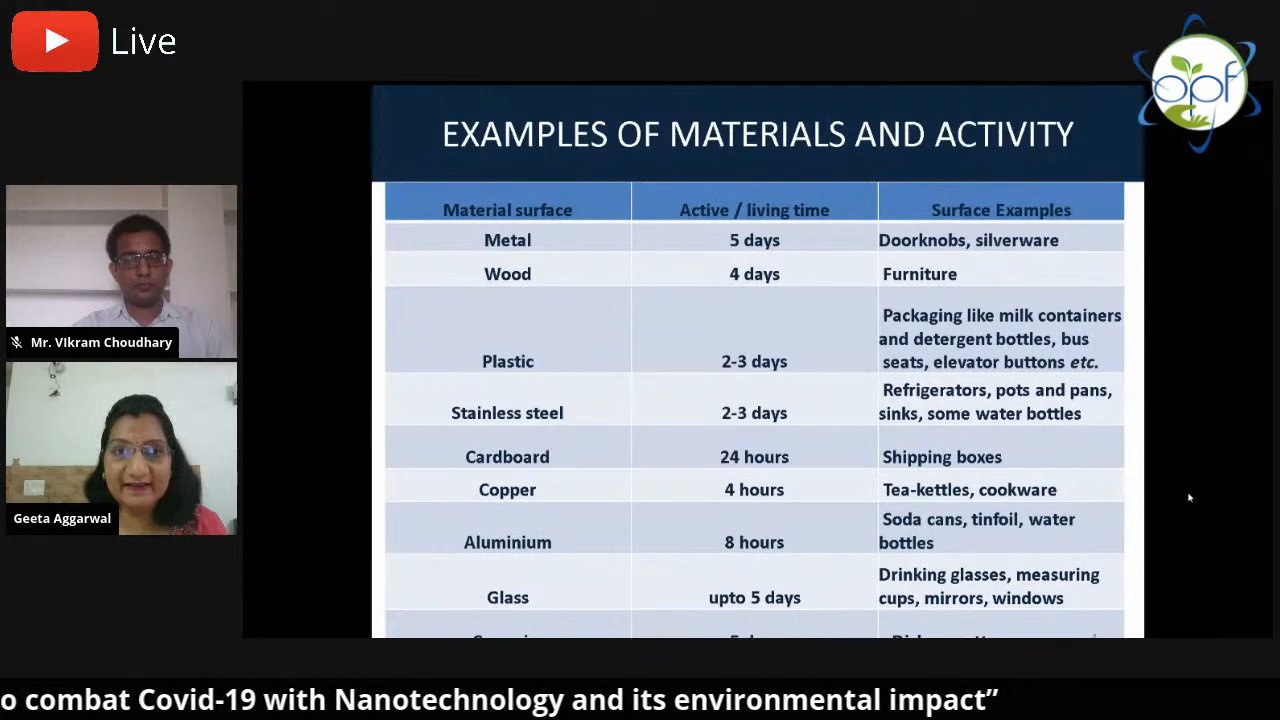 Live
opf
EXAMPLES OF MATERIALS AND ACTIVITY
Material surface Active / living time Surface Examples
Metal 5 days Doorknobs, silverware
Wood 4 days Furniture
Packaging like milk containers
and detergent bottles, bus
Plastic 2-3 days seats, elevator buttons etc.
Refrigerators, pots and pans,
Stainless steel 2-3 days sinks, some water bottles
Cardboard 24 hours Shipping boxes
Copper 4 hours Tea-kettles, cookware
Soda cans, tinfoil, water
Aluminium 8 hours bottles
Drinking glasses, measuring
Glass upto 5 days cups, mirrors, windows
Mr. VIkram Choudhary
Geeta Aggarwal
o combat Covid-19 with Nanotechnology and its environmental impact”